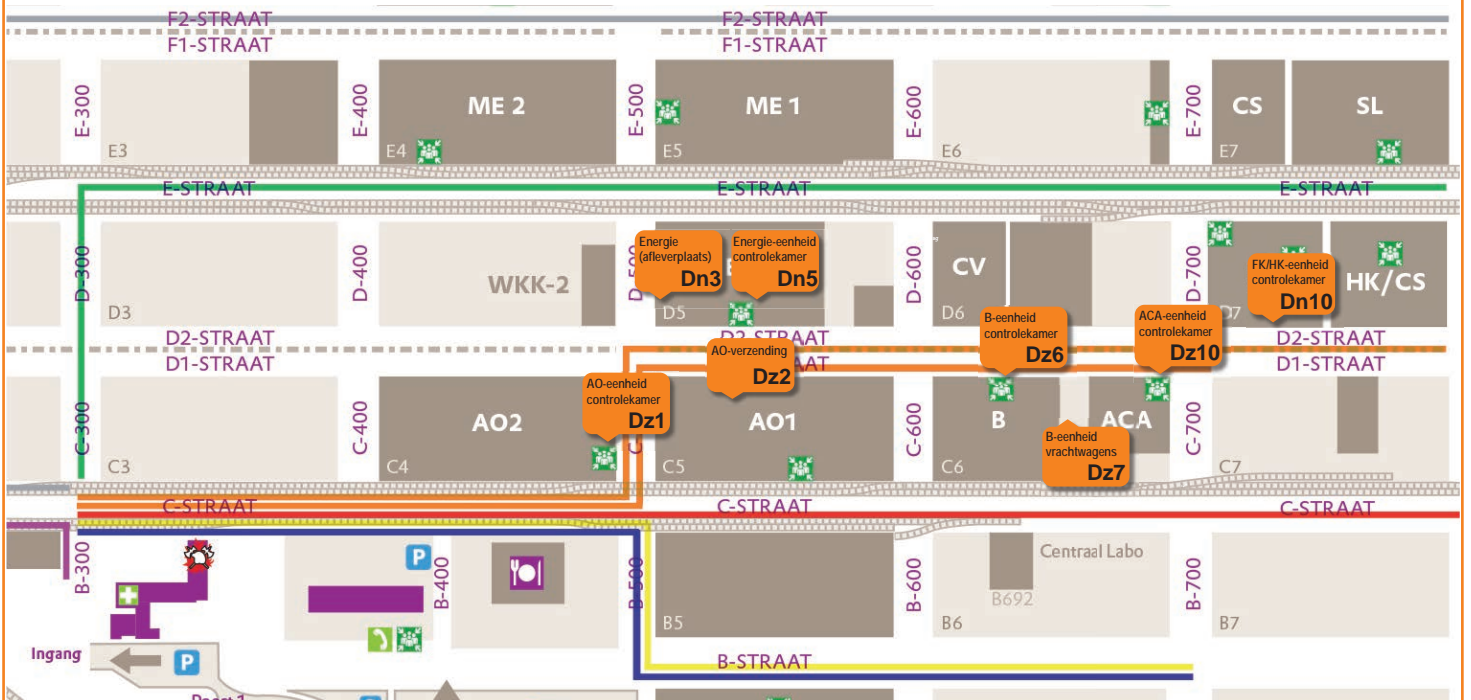 F2-STRAAT
F2-STRAAT
F1-STRAAT
F1-STRAAT
E-300
E-400
ME 2
E-500
ME 1
E-600
E-700
CS
SL
E3
E4
E5
E6
E7
E-STRAAT
E-STRAAT
E-STRAAT
D-300
D-400
WKK-2
Energie
(afleverplaats)
Dn3
Energie-eenheid
controlekamer
Dn5
D-600
CV
D-700
FK/HK-eenheid
controlekamer
Dn10
HK/CS
D3
D5
D6
D2-STRAAT
D2-STRAAT
D1-STRAAT
D1-STRAAT
AO-verzending
Dz2
B-eenheid
controlekamer
Dz6
ACA-eenheid
controlekamer
Dz10
AO-eenheid
controlekamer
Dz1
C-300
C-400
AO2
AO1
C-600
B
ACA
C-700
B-eenheid
vrachtwagens
Dz7
C3
C4
C5
C6
C7
C-STRAAT
C-STRAAT
C-STRAAT
B-300
P
B-400
B-500
B-600
Centraal Labo
B692
B-700
B5
B6
B7
Ingang
P
B-STRAAT